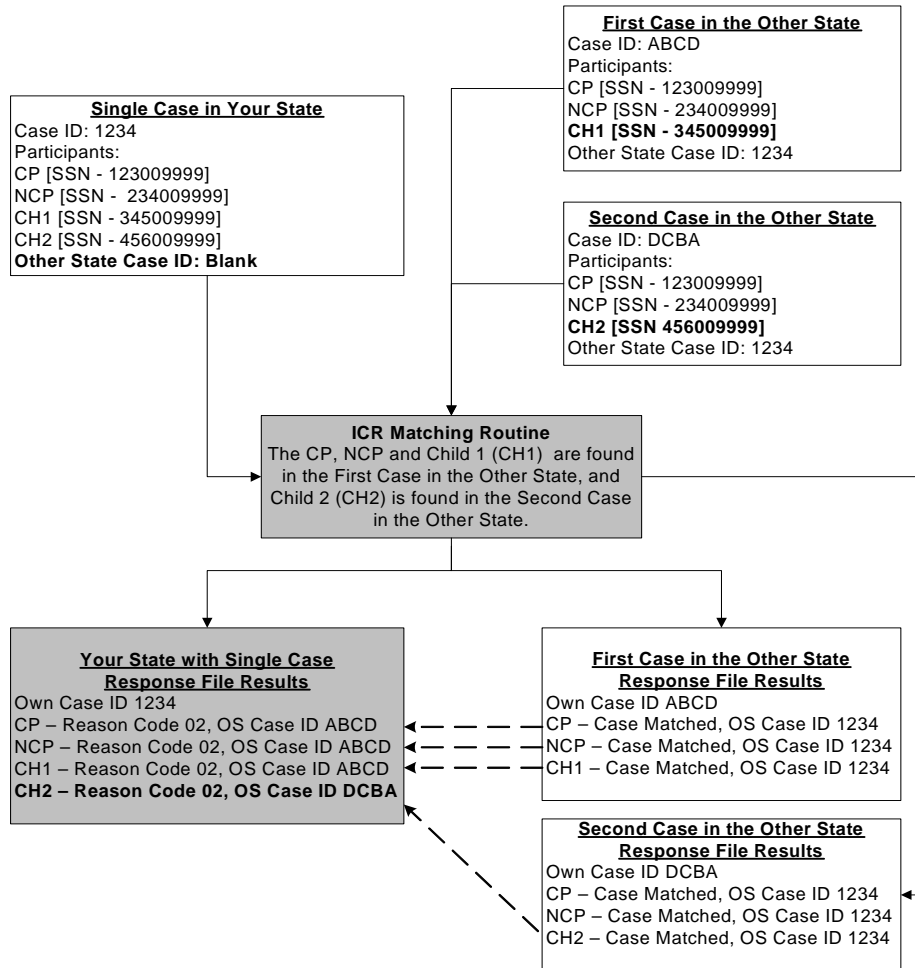 First Case in the Other State
Case ID: ABCD
Participants:
CP [SSN - 123009999]
NCP [SSN - 234009999]
CH1 [SSN - 345009999]
Other State Case ID: 1234
Single Case in Your State
Case ID: 1234
Participants:
CP [SSN - 123009999]
NCP [SSN -  234009999]
CH1 [SSN - 345009999]
CH2 [SSN - 456009999]
Other State Case ID: Blank
Second Case in the Other State
Case ID: DCBA
Participants:
CP [SSN - 123009999]
NCP [SSN - 234009999]
CH2 [SSN 456009999]
Other State Case ID: 1234
ICR Matching Routine
The CP, NCP and Child 1 (CH1)  are found
in the First Case in the Other State, and
Child 2 (CH2) is found in the Second Case
in the Other State.
Your State with Single Case
Response File Results
Own Case ID 1234
CP – Reason Code 02, OS Case ID ABCD
NCP – Reason Code 02, OS Case ID ABCD
CH1 – Reason Code 02, OS Case ID ABCD
CH2 – Reason Code 02, OS Case ID DCBA
First Case in the Other State
Response File Results
Own Case ID ABCD
CP – Case Matched, OS Case ID 1234
NCP – Case Matched, OS Case ID 1234
CH1 – Case Matched, OS Case ID 1234
Second Case in the Other State
Response File Results
Own Case ID DCBA
CP – Case Matched, OS Case ID 1234
NCP – Case Matched, OS Case ID 1234
CH2 – Case Matched, OS Case ID 1234